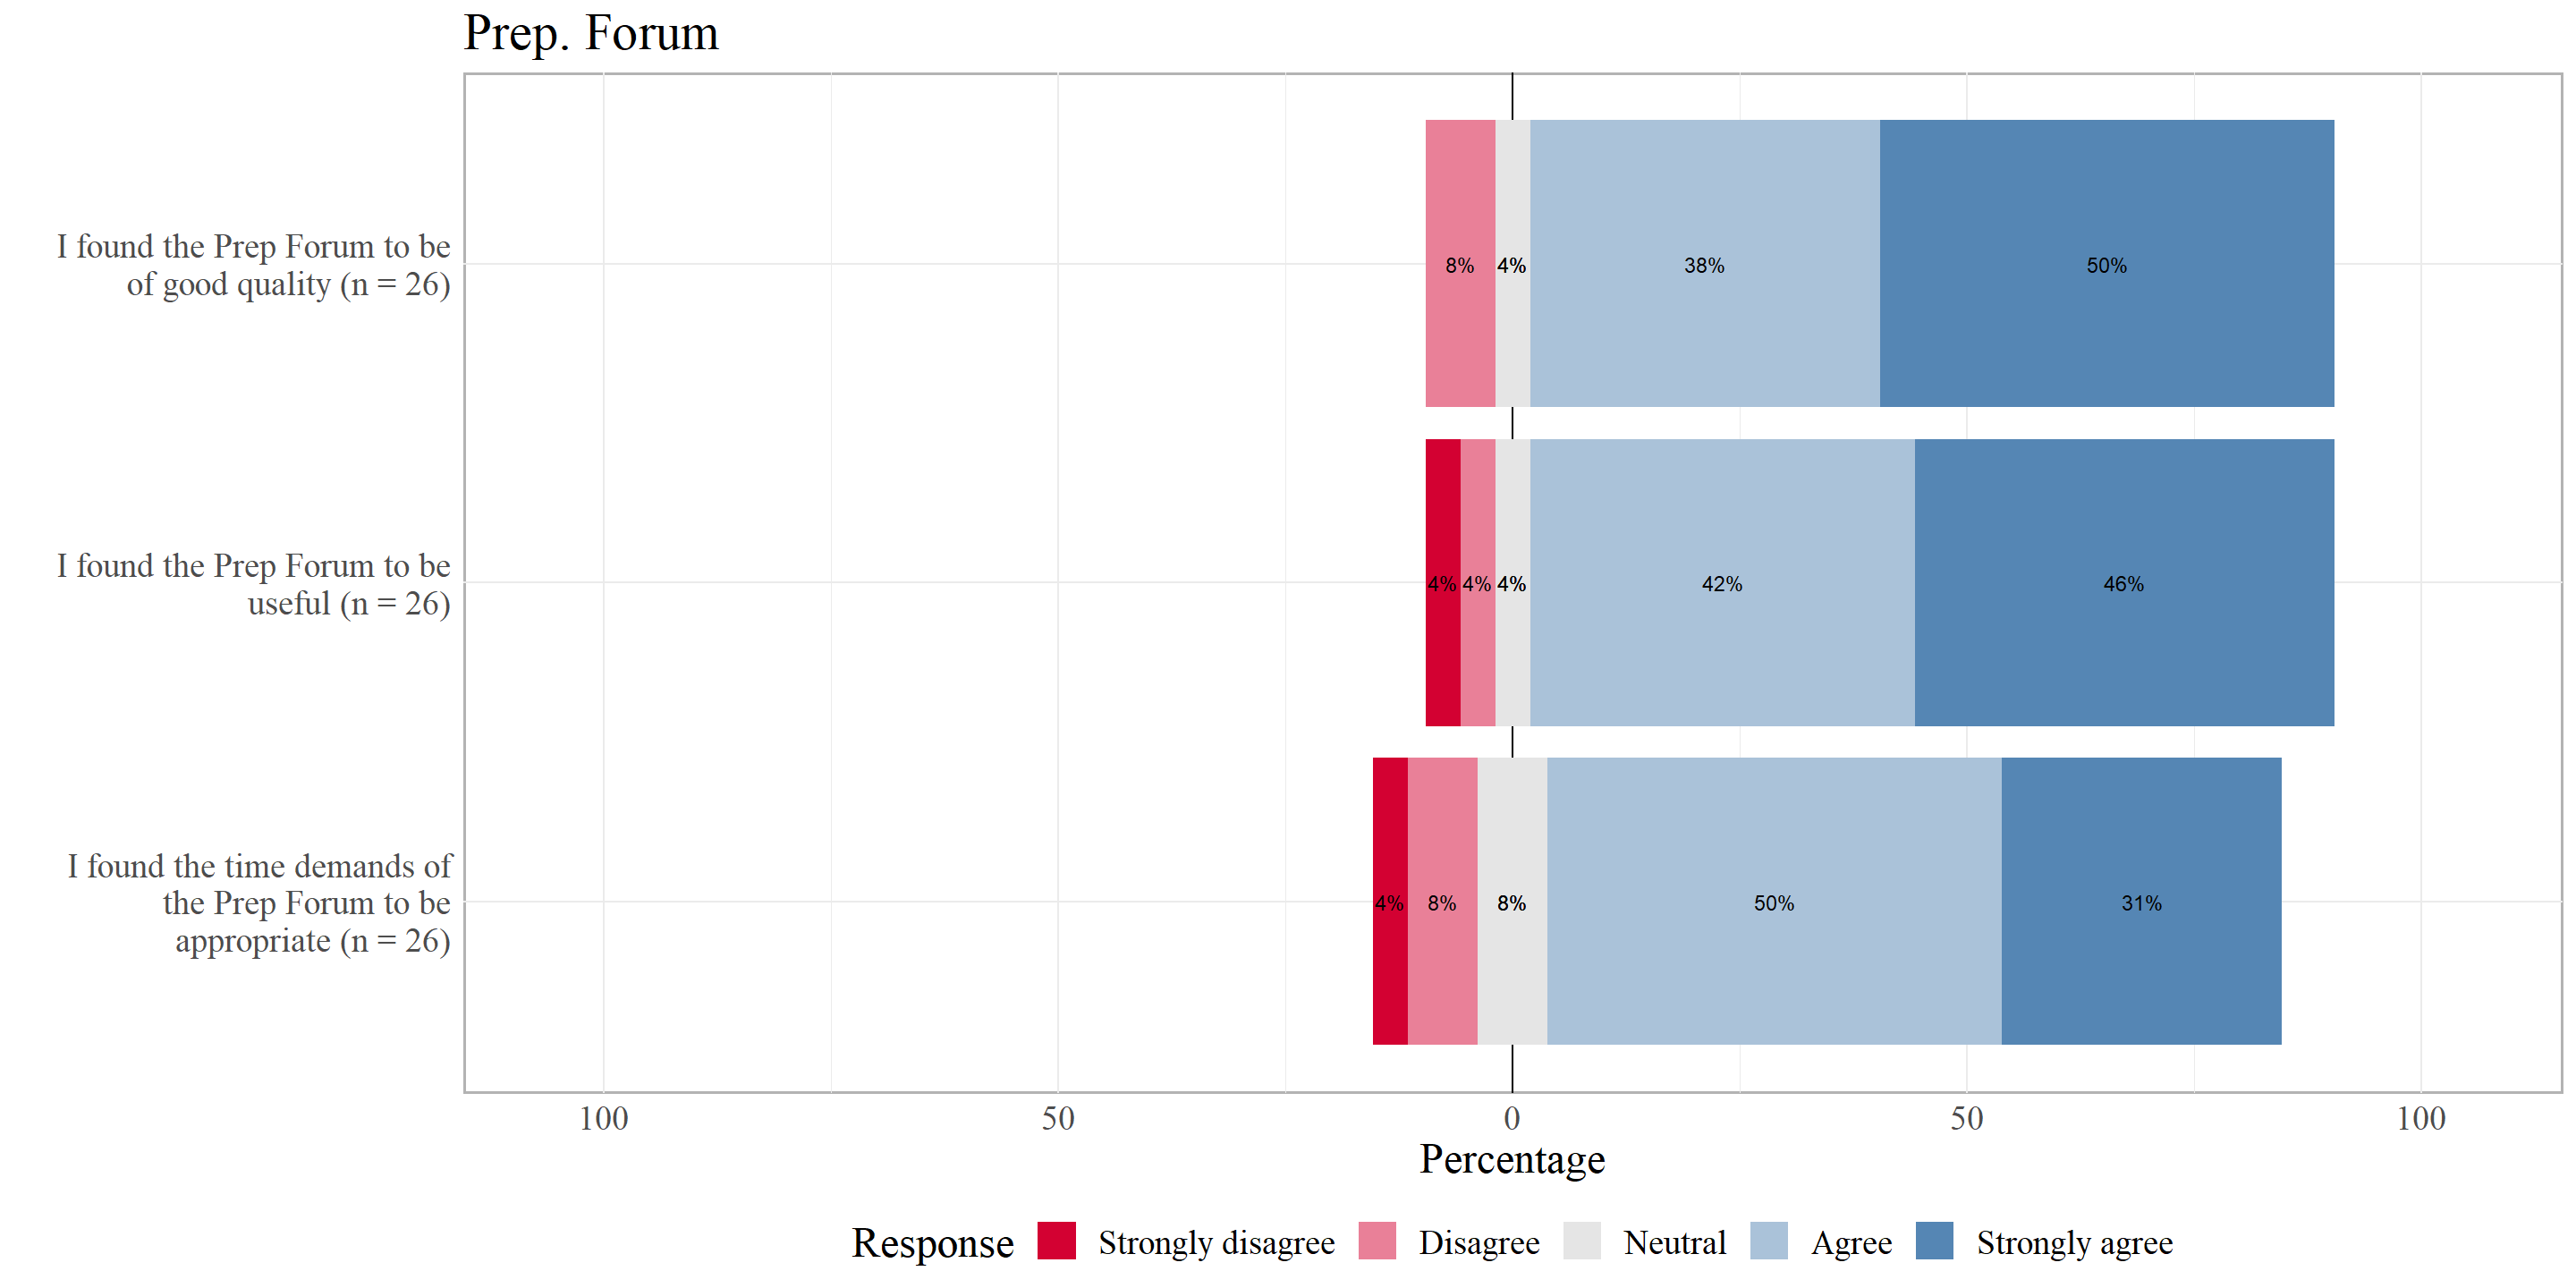 Prep. Forum
I found the Prep Forum to be
of good quality (n = 26)
8%
4%
38%
50%
I found the Prep Forum to be
useful (n = 26)
4%
4%
4%
42%
46%
I found the time demands of
the Prep Forum to be
appropriate (n = 26)
4%
8%
8%
50%
31%
100
50
0
50
100
Percentage
Response
Strongly disagree
Disagree
Neutral
Agree
Strongly agree